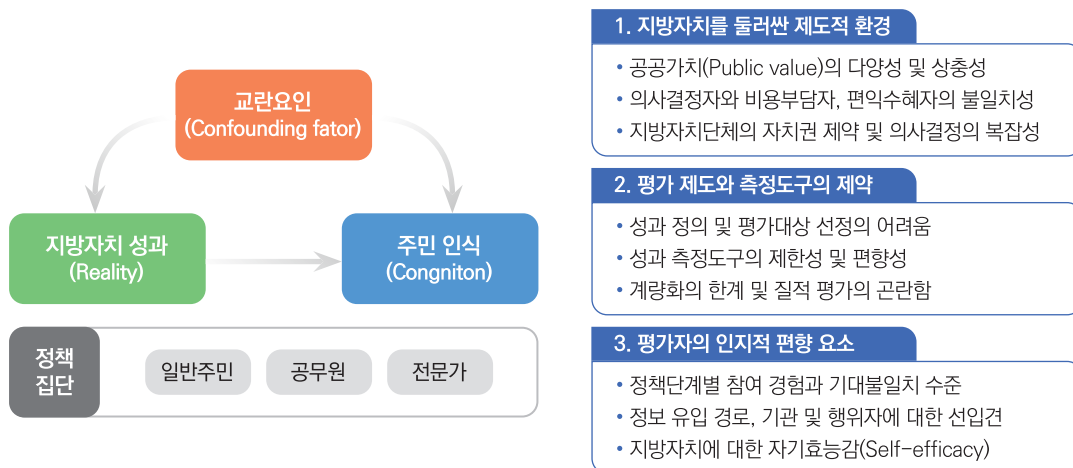 교란요인
(Confounding fator)
지방자치 성과
(Reality)
주민 인식
(Congniton)
정책
집단
일반주민
공무원
전문가
1. 지방자치를 둘러싼 제도적 환경
• 공공가치(Public value)의 다양성 및 상충성
• 의사결정자와 비용부담자, 편익수혜자의 불일치성
• 지방자치단체의 자치권 제약 및 의사결정의 복잡성
2. 평가 제도와 측정도구의 제약
• 성과 정의 및 평가대상 선정의 어려움
• 성과 측정도구의 제한성 및 편향성
• 계량화의 한계 및 질적 평가의 곤란함
3. 평가자의 인지적 편향 요소
• 정책단계별 참여 경험과 기대불일치 수준
• 정보 유입 경로, 기관 및 행위자에 대한 선입견
• 지방자치에 대한 자기효능감(Self-efficacy)